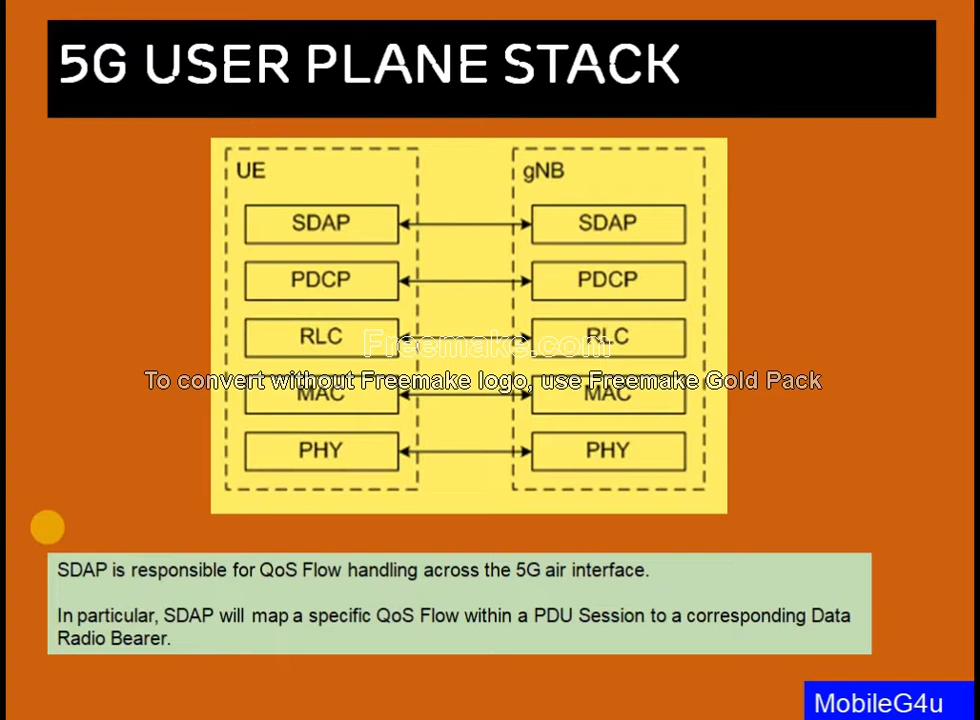 5G USER PLANE STACK
UE
gNB
SDAP
SDAP
PDCP
PDCP
RLC
RLC
Freemake.com
To convert without Freemake logo, use Freemake Gold Pack
MAC
MAC
PHY
PHY
SDAP is responsible for QoS Flow handling across the 5G air interface.
In particular, SDAP will map a specific QoS Flow within a PDU Session to a corresponding Data
Radio Bearer.
MobileG4u